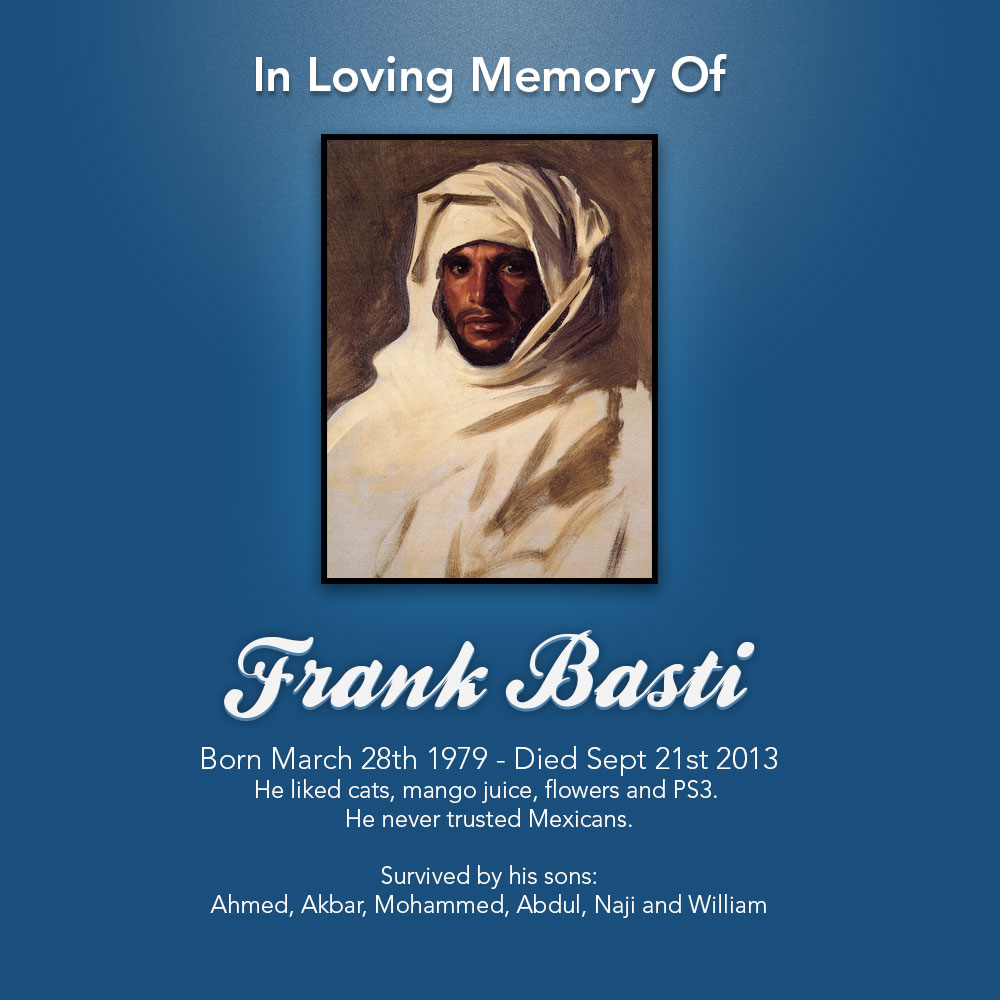 In Loving Memory Of
Frank Basti
Born March 28th 1979 - Died Sept 21st 2013
He liked cats, mango juice, flowers and PS3.
He never trusted Mexicans.
Survived by his sons:
Ahmed, Akbar, Mohammed, Abdul, Naji and William